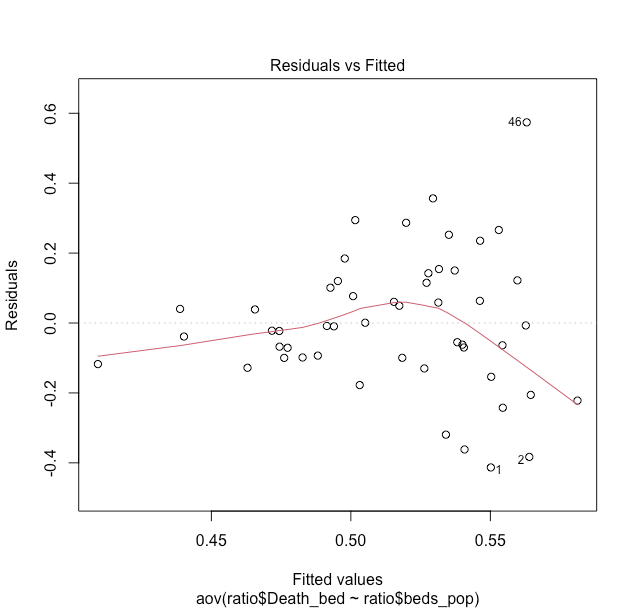 Residuals vs Fitted
0.6
0.4
0.2
0.0
-0.2
-0.4
Residuals
46
2
1
0.45 0.50 0.55
Fitted values
aov(ratio$Death_bed ~ ratio$beds_pop)